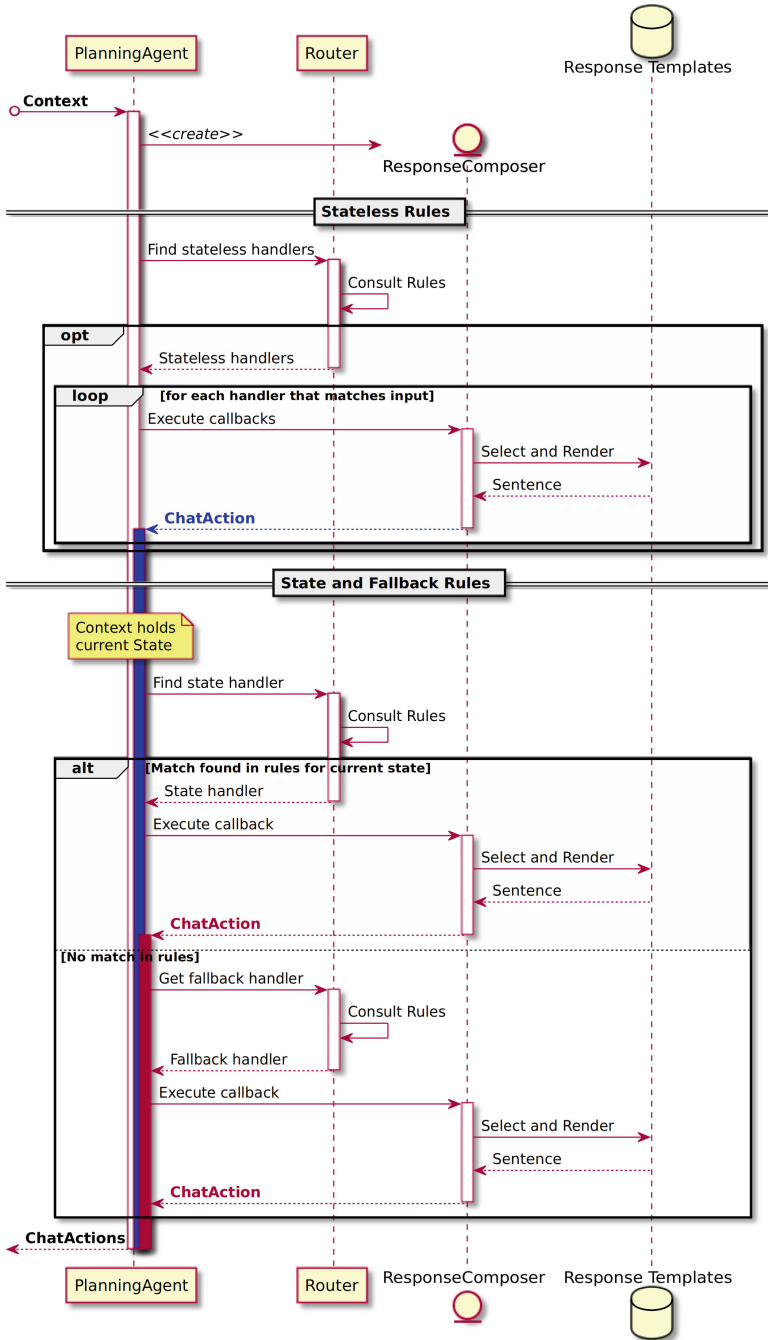 PlanningAgent
Router
Response Templates
Context
<<create>>
ResponseComposer
Stateless Rules
Find stateless handlers
Consult Rules
opt
Stateless handlers
loop
[for each handler that matches input]
Execute callbacks
Select and Render
Sentence
ChatAction
State and Fallback Rules
Context holds
current State
Find state handler
Consult Rules
alt
[Match found in rules for current state]
State handler
Execute callback
Select and Render
Sentence
ChatAction
[No match in rules]
Get fallback handler
Consult Rules
Fallback handler
Execute callback
Select and Render
Sentence
ChatAction
ChatActions
PlanningAgent
Router
ResponseComposer
Response Templates